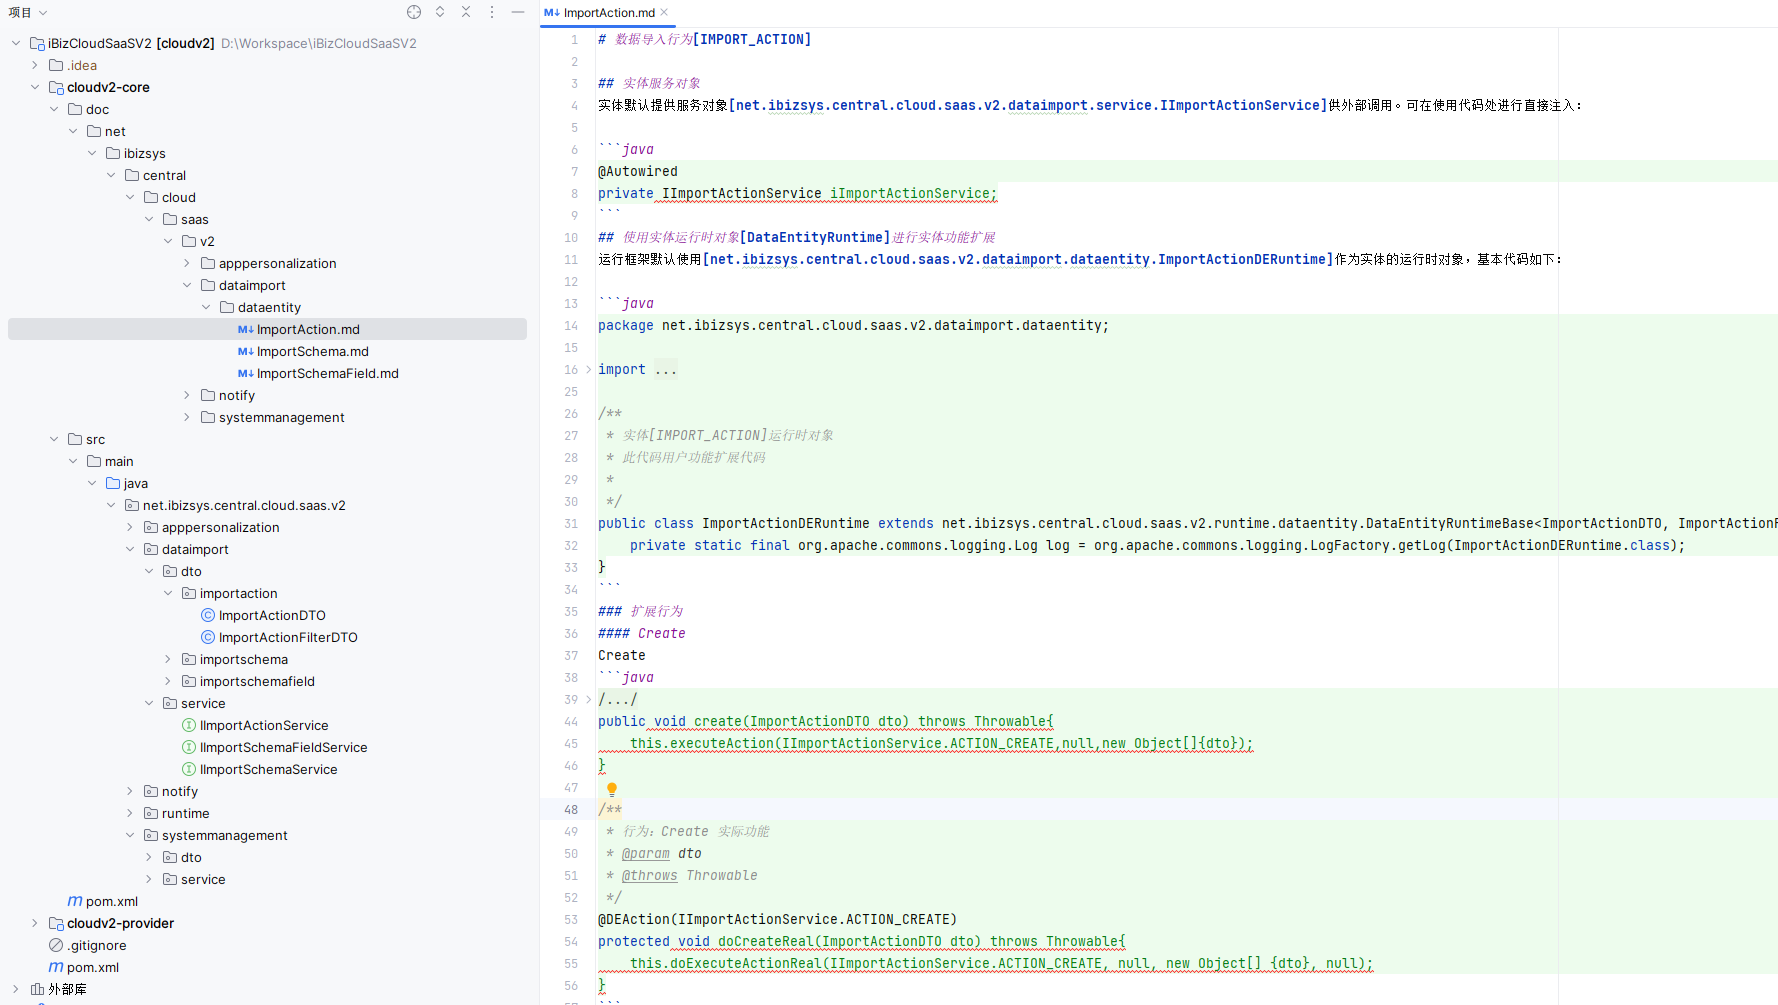 项目
iBizCloudSaaSV2 [cloudv2] D:\Workspace\iBizCloudSaaSV2
.idea
cloudv2-core
doc
net
ibizsys
central
cloud
saas
v2
apppersonalization
dataimport
dataentity
ImportAction.md
ImportSchema.md
ImportSchemaField.md
notify
systemmanagement
src
main
java
net.ibizsys.central.cloud.saas.v2
apppersonalization
dataimport
dto
importaction
ImportActionDTO
ImportActionFilterDTO
importschema
importschemafield
service
IImportActionService
IImportSchemaFieldService
IImportSchemaService
notify
runtime
systemmanagement
dto
service
pom.xml
cloudv2-provider
.gitignore
pom.xml
外部库
ImportAction.md
1 # 数据导入行为[IMPORT_ACTION]
2
3 ## 实体服务对象
4 实体默认提供服务对象[net.ibizsys.central.cloud.saas.v2.dataimport.service.IImportActionService]供外部调用。可在使用代码处进行直接注入：
5
6 ```java
7 @Autowired
8 private IImportActionService iImportActionService;
9 ```
10 ## 使用实体运行时对象[DataEntityRuntime]进行实体功能扩展
11 运行框架默认使用[net.ibizsys.central.cloud.saas.v2.dataimport.dataentity.ImportActionDERuntime]作为实体的运行时对象，基本代码如下：
12
13 ```java
14 package net.ibizsys.central.cloud.saas.v2.dataimport.dataentity;
15
16 import ...
25
26 /**
27 * 实体[IMPORT_ACTION]运行时对象
28 * 此代码用户功能扩展代码
29 *
30 */
31 public class ImportActionDERuntime extends net.ibizsys.central.cloud.saas.v2.runtime.dataentity.DataEntityRuntimeBase<ImportActionDTO, ImportActionF
32 private static final org.apache.commons.logging.Log log = org.apache.commons.logging.LogFactory.getLog(ImportActionDERuntime.class);
33 }
34 ```
35 ### 扩展行为
36 #### Create
37 Create
38 ```java
39 /.../
44 public void create(ImportActionDTO dto) throws Throwable{
45 this.executeAction(IImportActionService.ACTION_CREATE,null,new Object[]{dto});
46 }
47
48 /**
49 * 行为：Create 实际功能
50 * @param dto
51 * @throws Throwable
52 */
53 @DEAction(IImportActionService.ACTION_CREATE)
54 protected void doCreateReal(ImportActionDTO dto) throws Throwable{
55 this.doExecuteActionReal(IImportActionService.ACTION_CREATE, null, new Object[] {dto}, null);
56 }